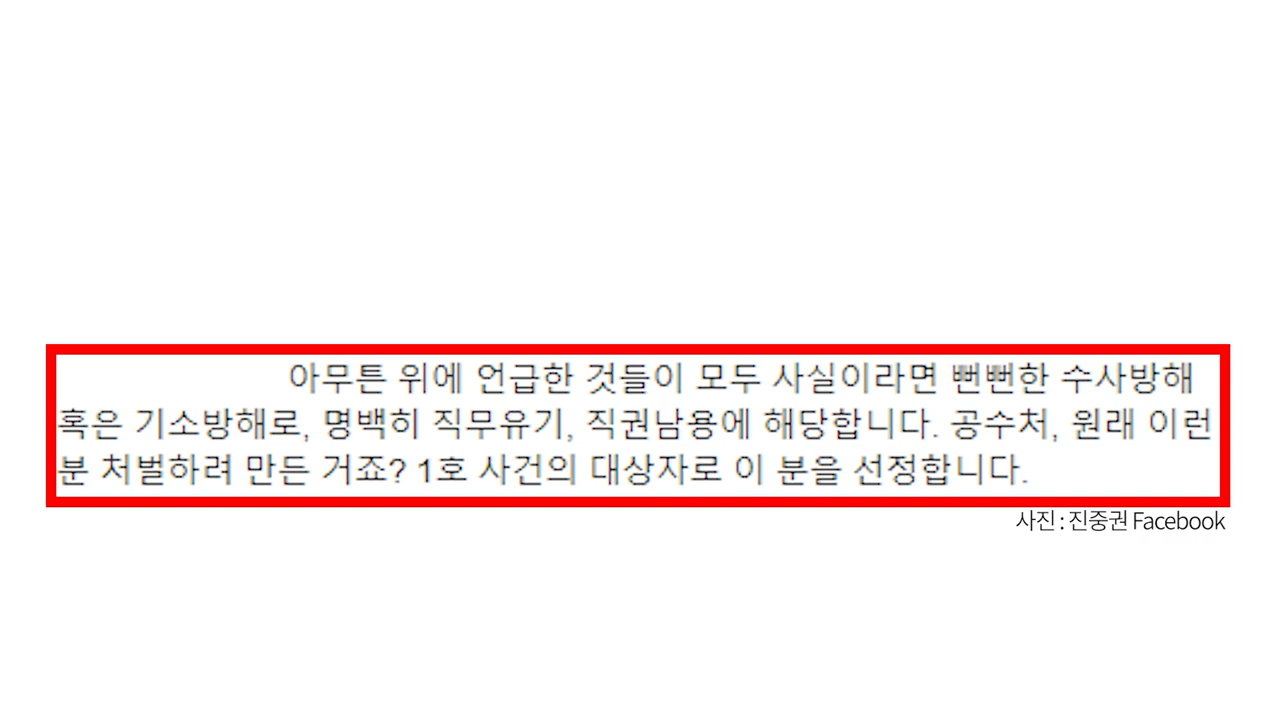 아무튼 위에 언급한 것들이 모두 사실이라면 뻔뻔한 수사방해
혹은 기소방해로, 명백히 직무유기, 직권남용에 해당합니다. 공수처, 원래 이런
분 처벌하려 만든 거죠? 1호 사건의 대상자로 이 분을 선정합니다.
사진 : 진중권 Facebook